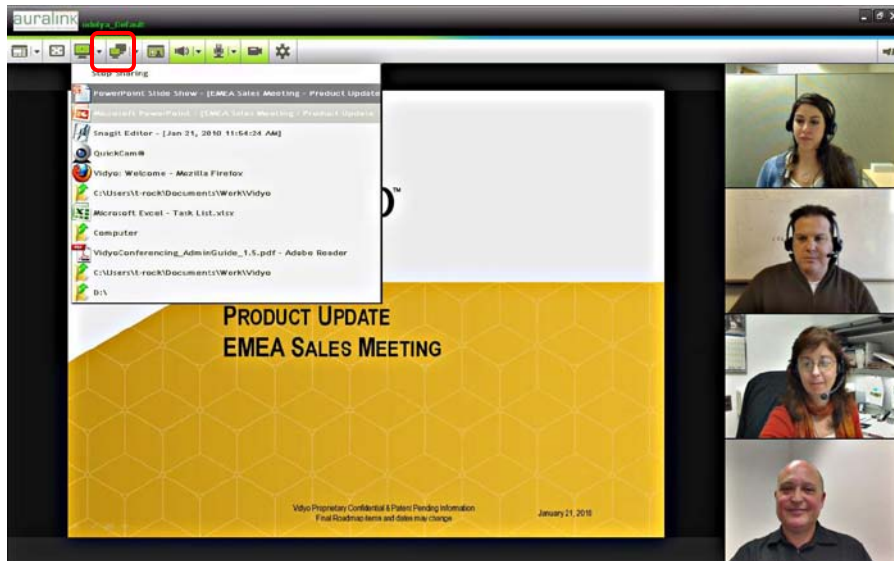 auralink
Stop Sharing
PowerPoint Slide Show - [EMEA Sales Meeting - Product Update
Microsoft PowerPoint - [EMEA Sales Meeting - Product Update
Snagit Editor - [Jan 21, 2010 11:54:24 AM]
QuickCam®
Vidyo: Welcome - Mozilla Firefox
C:\Users\t-rock\Documents\Work\Vidyo
Microsoft Excel - Task List.xlsx
Computer
VidyoConferencing_AdminGuide_1.5.pdf - Adobe Reader
C:\Users\t-rock\Documents\Work\Vidyo
D:\
™
PRODUCT UPDATE
EMEA SALES MEETING
Vidyo Proprietary Confidential & Patent Pending Information
Final Roadmap items and dates may change
January 21, 2010